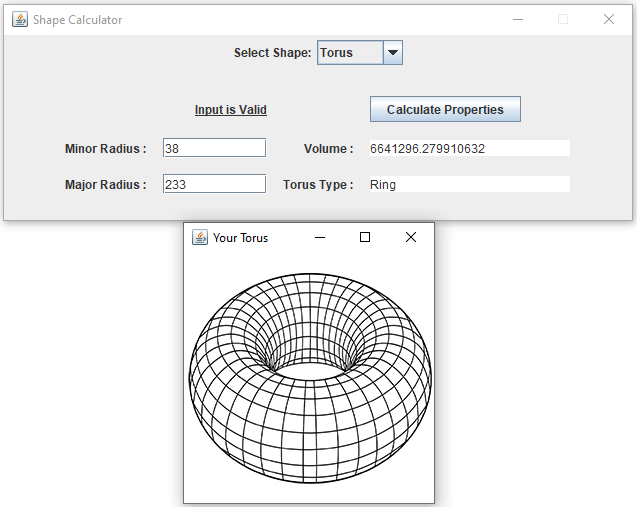 Shape Calculator
Select Shape: Torus
Input is Valid Calculate Properties
Minor Radius : 38 Volume : 6641296.279910632
Major Radius : 233 Torus Type : Ring
Your Torus